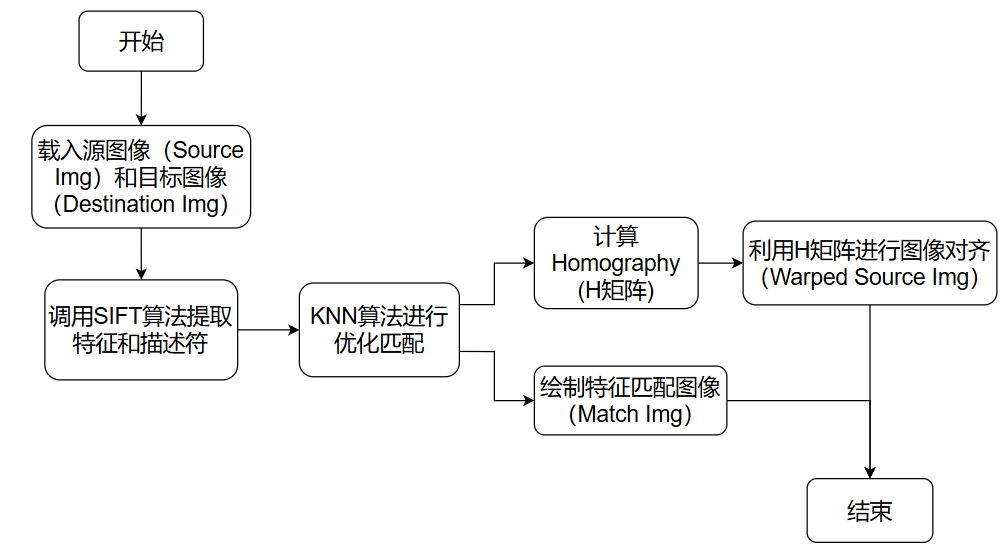 开始
载入源图像（Source
Img）和目标图像
（Destination Img）
调用SIFT算法提取
特征和描述符
KNN算法进行
优化匹配
计算
Homography
(H矩阵)
利用H矩阵进行图像对齐
（Warped Source Img）
绘制特征匹配图像
（Match Img）
结束